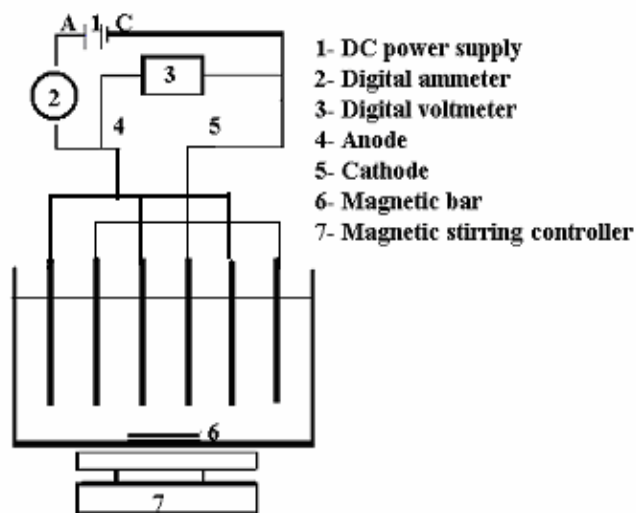 A 1 C
2
3
4
5
6
7
1- DC power supply
2- Digital ammeter
3- Digital voltmeter
4- Anode
5- Cathode
6- Magnetic bar
7- Magnetic stirring controller